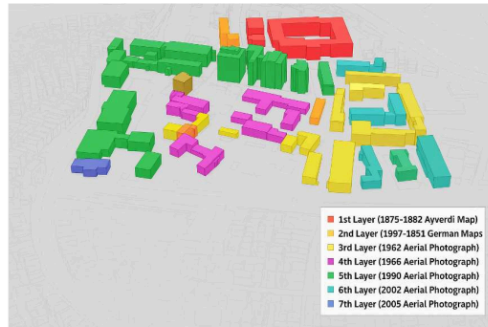 1st Layer (1875-1882 Ayverdi Map)
2nd Layer (1997-1851 German Maps
3rd Layer (1962 Aerial Photograph)
4th Layer (1966 Aerial Photograph)
5th Layer (1990 Aerial Photograph)
6th Layer (2002 Aerial Photograph)
7th Layer (2005 Aerial Photograph)